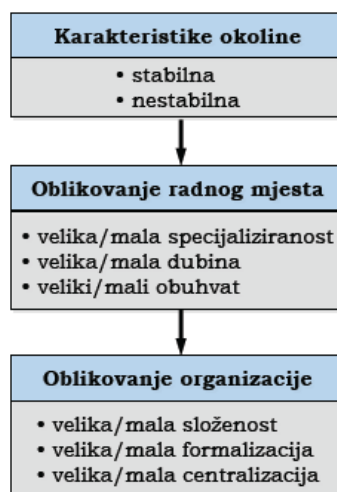 Karakteristike okoline
• stabilna
• nestabilna
Oblikovanje radnog mjesta
• velika/mala specijaliziranost
• velika/mala dubina
• veliki/mali obuhvat
Oblikovanje organizacije
• velika/mala složenost
• velika/mala formalizacija
• velika/mala centralizacija